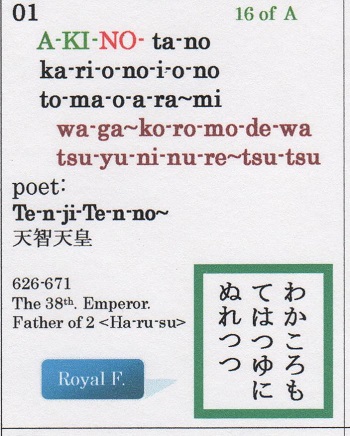 01
16 of A
A-KI-NO- ta-no
ka-ri-o-no-i-o-no
to-ma-o-a-ra~mi
wa-ga~ko-ro-mo-de-wa
tsu-yu-ni-nu-re~tsu-tsu
poet:
Te-n-ji-Te-n-no~
天智天皇
626-671
The 38th. Emperor.
Father of 2 <Ha-ru-su>
Royal F.
わかころも
てはつゆに
ぬれつつ